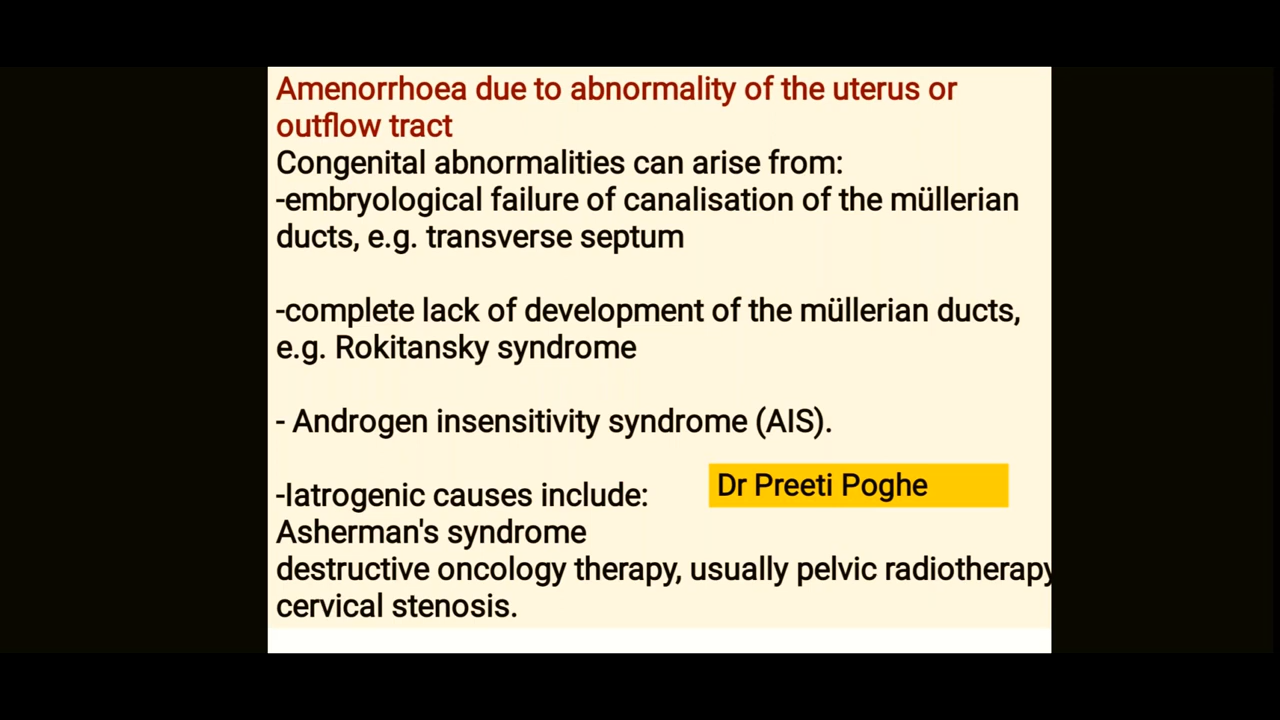 Amenorrhoea due to abnormality of the uterus or
outflow tract
Congenital abnormalities can arise from:
-embryological failure of canalisation of the müllerian
ducts, e.g. transverse septum
-complete lack of development of the müllerian ducts,
e.g. Rokitansky syndrome
- Androgen insensitivity syndrome (AIS).
-Iatrogenic causes include:
Dr Preeti Poghe
Asherman's syndrome
destructive oncology therapy, usually pelvic radiotherapy
cervical stenosis.